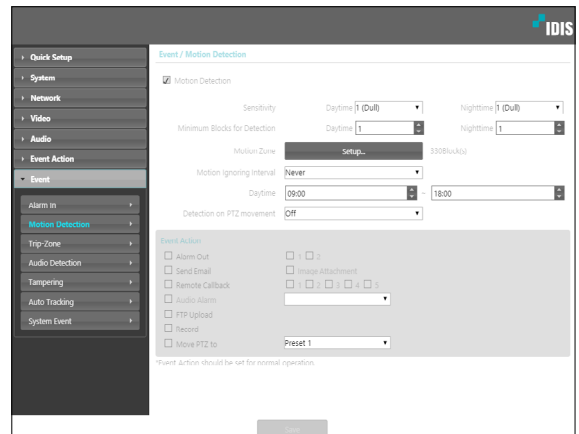 IDIS
Quick Setup
System
Network
Video
Audio
Event Action
Event
Alarm In
Motion Detection
Trip-Zone
Audio Detection
Tampering
Auto Tracking
System Event
Event / Motion Detection
Motion Detection
Sensitivity Daytime 1 (Dull) Nighttime 1 (Dull)
Minimum Blocks for Detection Daytime 1 Nighttime 1
Motion Zone Setup... 330Block(s)
Motion Ignoring Interval Never
Daytime 09:00 ~ 18:00
Detection on PTZ movement Off
Event Action
Alarm Out 1 2
Send Email Image Attachment
Remote Callback 1 2 3 4 5
Audio Alarm
FTP Upload
Record
Move PTZ to Preset 1
*Event Action should be set for normal operation.
Save